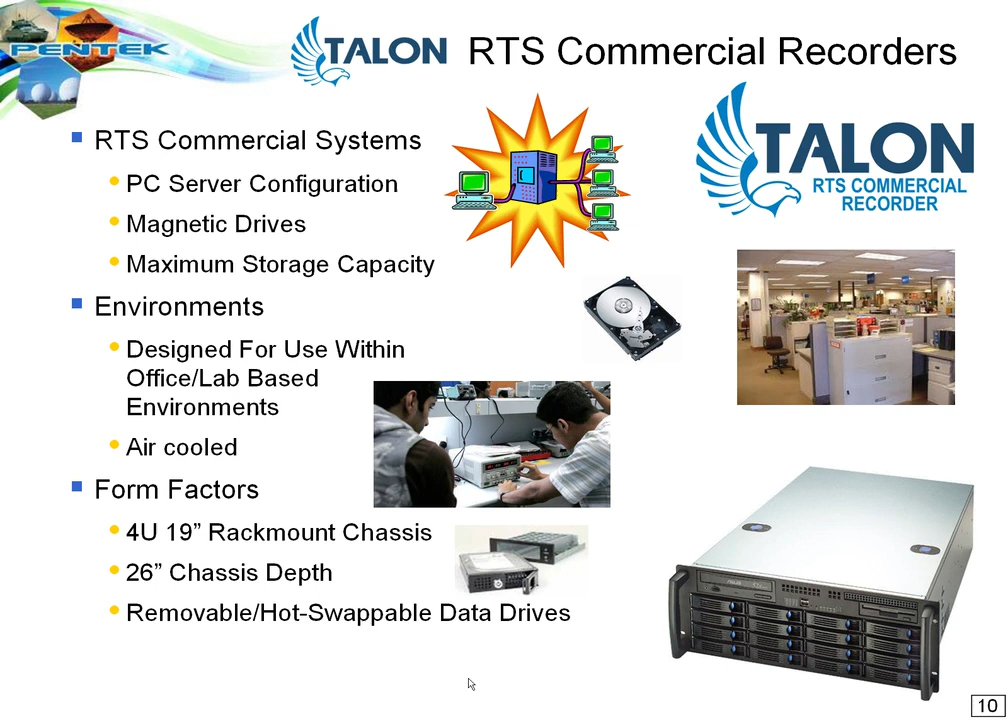 PENTEK
TALON RTS Commercial Recorders
TALON
RTS COMMERCIAL
RECORDER
RTS Commercial Systems
PC Server Configuration
Magnetic Drives
Maximum Storage Capacity
Environments
Designed For Use Within
Office/Lab Based
Environments
Air cooled
Form Factors
4U 19” Rackmount Chassis
26” Chassis Depth
Removable/Hot-Swappable Data Drives
10